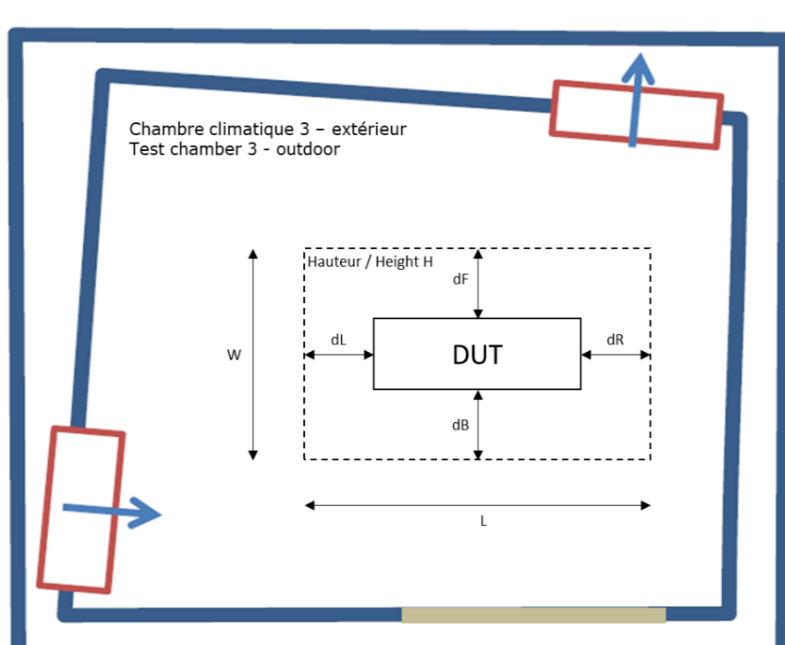 Chambre climatique 3 – extérieur
Test chamber 3 - outdoor
Hauteur / Height H
dF
dL
dR
W
DUT
dB
L